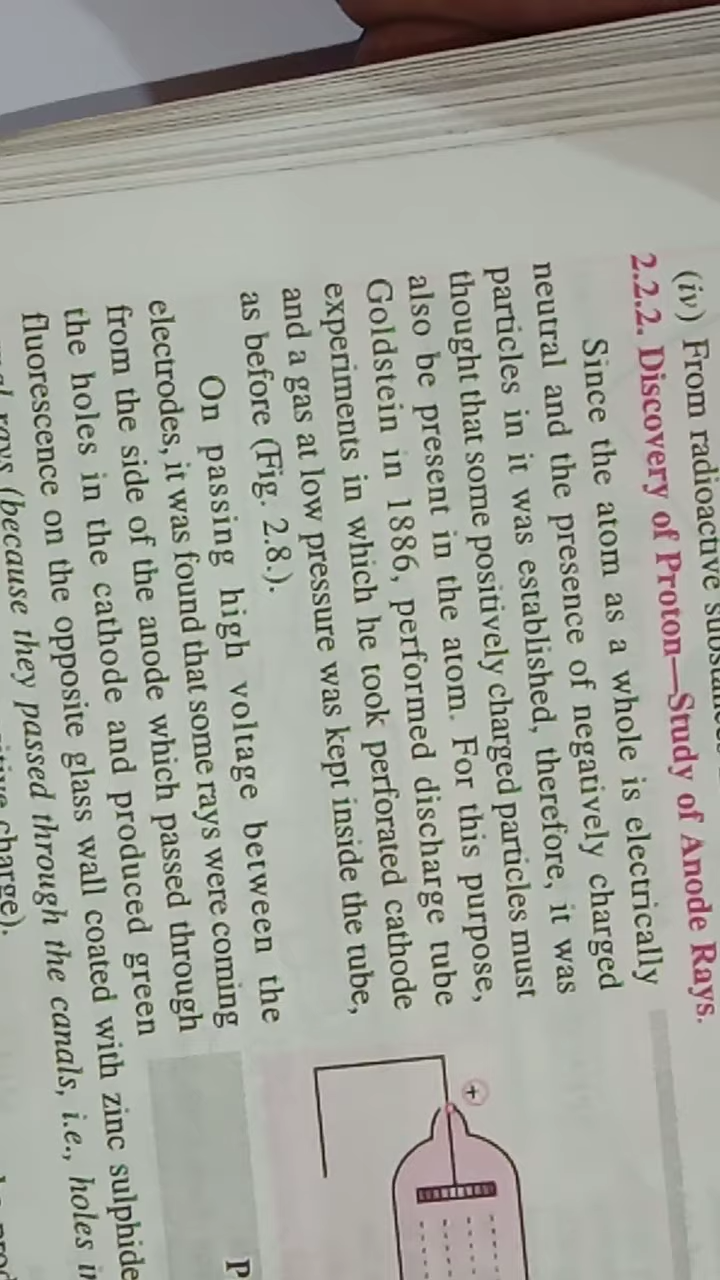 (iv) From radioactive
2.2.2. Discovery of Proton—Study of Anode Rays.
Since the atom as a whole is electrically
neutral and the presence of negatively charged
particles in it was established, therefore, it was
thought that some positively charged particles must
also be present in the atom. For this purpose,
Goldstein in 1886, performed discharge tube
experiments in which he took perforated cathode
and a gas at low pressure was kept inside the tube,
as before (Fig. 2.8.).
On passing high voltage between the
electrodes, it was found that some rays were coming
from the side of the anode which passed through
the holes in the cathode and produced green
fluorescence on the opposite glass wall coated with zinc sulphide
rays (because they passed through the canals, i.e., holes in
charge).
+
P